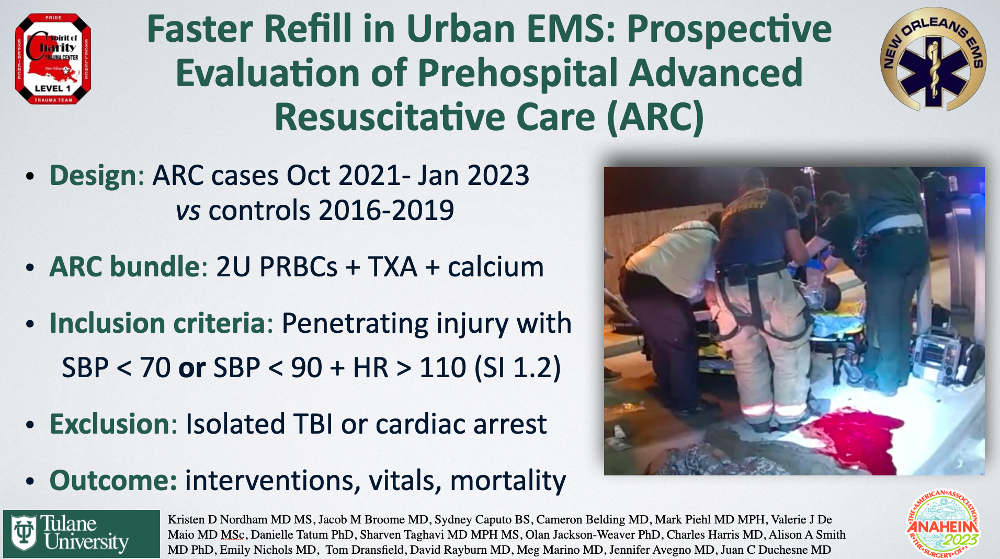 PRIDE
EXPERIENCE
Spirit of
Charity
TRAUMA CENTER
New Orleans
LEVEL 1
EXCELLENCE
TRAUMA TEAM
Faster Refill in Urban EMS: Prospective
Evaluation of Prehospital Advanced
Resuscitative Care (ARC)
NEW ORLEANS EMS
• Design: ARC cases Oct 2021- Jan 2023
vs controls 2016-2019
• ARC bundle: 2U PRBCs + TXA + calcium
• Inclusion criteria: Penetrating injury with
SBP < 70 or SBP < 90 + HR > 110 (SI 1.2)
• Exclusion: Isolated TBI or cardiac arrest
• Outcome: interventions, vitals, mortality
Tulane
University
Kristen D Nordham MD MS, Jacob M Broome MD, Sydney Caputo BS, Cameron Belding MD, Mark Piehl MD MPH, Valerie J De
Maio MD MSc, Danielle Tatum PhD, Sharven Taghavi MD MPH MS, Olan Jackson-Weaver PhD, Charles Harris MD, Alison A Smith
MD PhD, Emily Nichols MD, Tom Dransfield, David Rayburn MD, Meg Marino MD, Jennifer Avegno MD, Juan C Duchesne MD
THE•AMERICAN•ASSOCIATION
ANAHEIM
2023
THE•SURGERY•OF